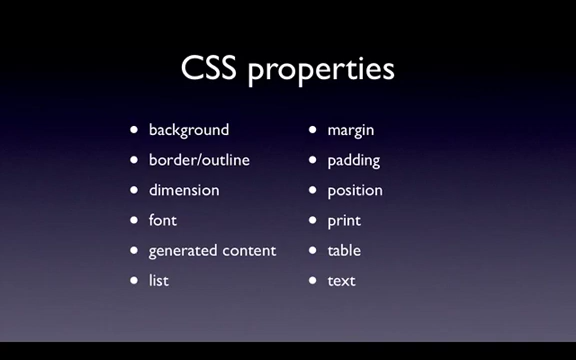 CSS properties
• background
• border/outline
• dimension
• font
• generated content
• list
• margin
• padding
• position
• print
• table
• text